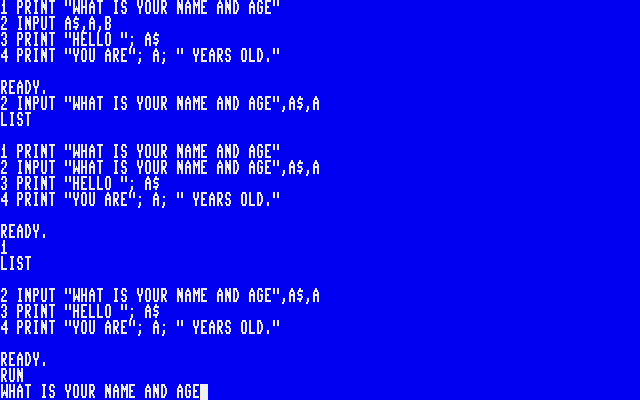 1 PRINT "WHAT IS YOUR NAME AND AGE"
2 INPUT A$,A,B
3 PRINT "HELLO "; A$
4 PRINT "YOU ARE"; A; " YEARS OLD."
READY.
2 INPUT "WHAT IS YOUR NAME AND AGE",A$,A
LIST
1 PRINT "WHAT IS YOUR NAME AND AGE"
2 INPUT "WHAT IS YOUR NAME AND AGE",A$,A
3 PRINT "HELLO "; A$
4 PRINT "YOU ARE"; A; " YEARS OLD."
READY.
1
LIST
2 INPUT "WHAT IS YOUR NAME AND AGE",A$,A
3 PRINT "HELLO "; A$
4 PRINT "YOU ARE"; A; " YEARS OLD."
READY.
RUN
WHAT IS YOUR NAME AND AGE